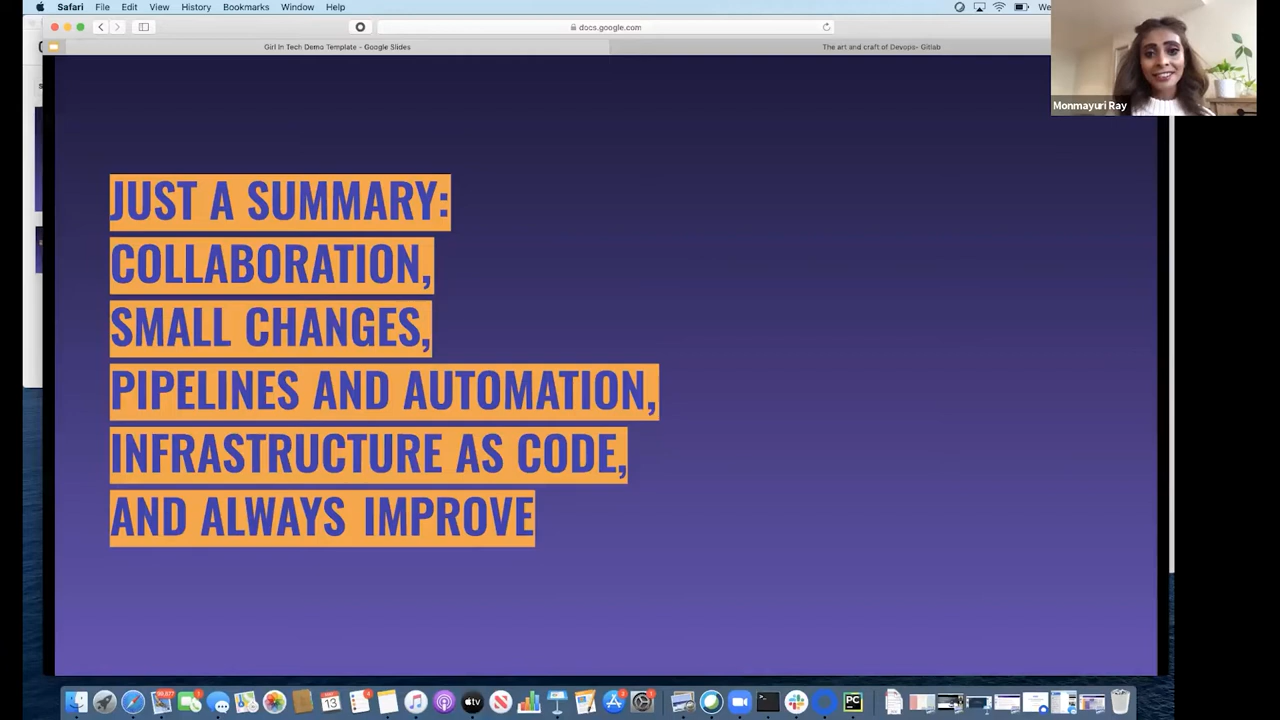 Safari File Edit View History Bookmarks Window Help We
docs.google.com
Girl In Tech Demo Template - Google Slides
The art and craft of Devops- Gitlab
Monmayuri Ray
JUST A SUMMARY:
COLLABORATION,
SMALL CHANGES,
PIPELINES AND AUTOMATION,
INFRASTRUCTURE AS CODE,
AND ALWAYS IMPROVE